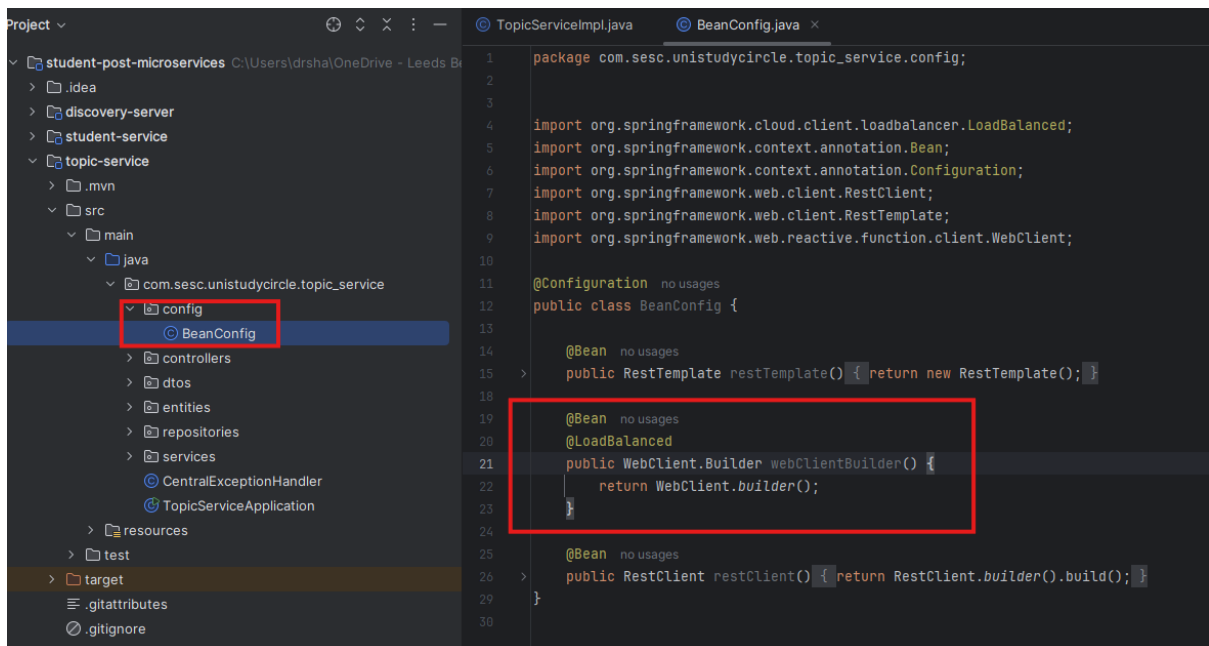 Project
student-post-microservices C:\Users\drsha\OneDrive - Leeds Be
.idea
discovery-server
student-service
topic-service
.mvn
src
main
java
com.sesc.unistudycircle.topic_service
config
BeanConfig
controllers
dtos
entities
repositories
services
CentralExceptionHandler
TopicServiceApplication
resources
test
target
.gitattributes
.gitignore
TopicServiceImpl.java BeanConfig.java
1 package com.sesc.unistudycircle.topic_service.config;
2
3
4 import org.springframework.cloud.client.loadbalancer.LoadBalanced;
5 import org.springframework.context.annotation.Bean;
6 import org.springframework.context.annotation.Configuration;
7 import org.springframework.web.client.RestClient;
8 import org.springframework.web.client.RestTemplate;
9 import org.springframework.web.reactive.function.client.WebClient;
10
11 @Configuration no usages
12 public class BeanConfig {
13
14 @Bean no usages
15 public RestTemplate restTemplate() { return new RestTemplate(); }
18
19 @Bean no usages
20 @LoadBalanced
21 public WebClient.Builder webClientBuilder() {
22 return WebClient.builder();
23 }
24
25 @Bean no usages
26 public RestClient restClient() { return RestClient.builder().build(); }
29 }
30